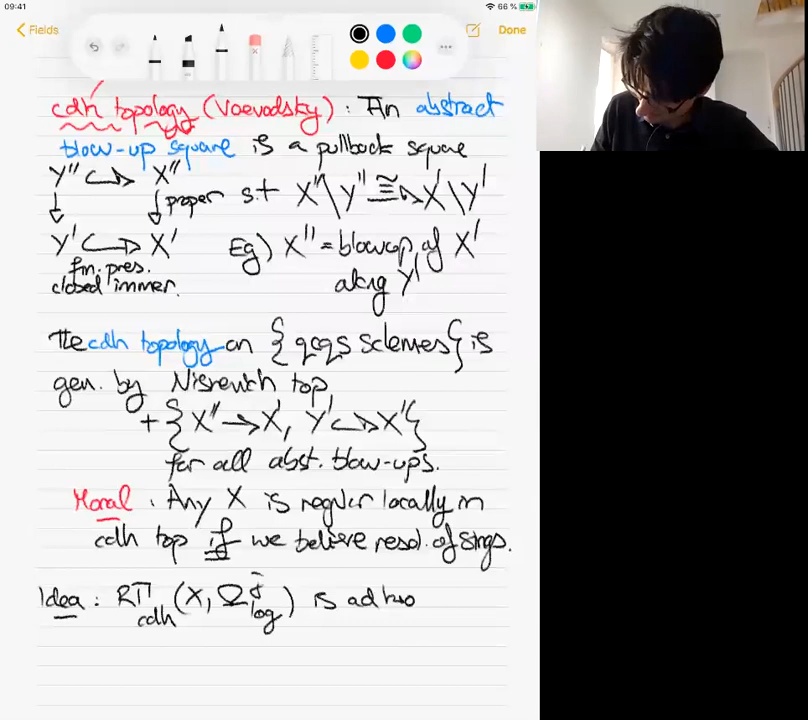 09:41
66 %
Fields
Done
cdh topology (Voevodsky) : An abstract
blow-up square is a pullback square
Y'' ↪ X''
↓ ↓ proper s.t X''\Y'' ≅→ X'\Y'
Y' ↪ X' Eg) X'' = blowup of X'
fin. pres. along Y'
closed immer.
The cdh topology on {qcqs schemes} is
gen. by Nisnevich top,
+ {X'' → X', Y' ↪ X'}
for all abst. blow-ups.
Moral : Any X is regular locally in
cdh top if we believe resol. of sings.
Idea : RΓ_cdh (X, Ω^j_log) is ad hoc